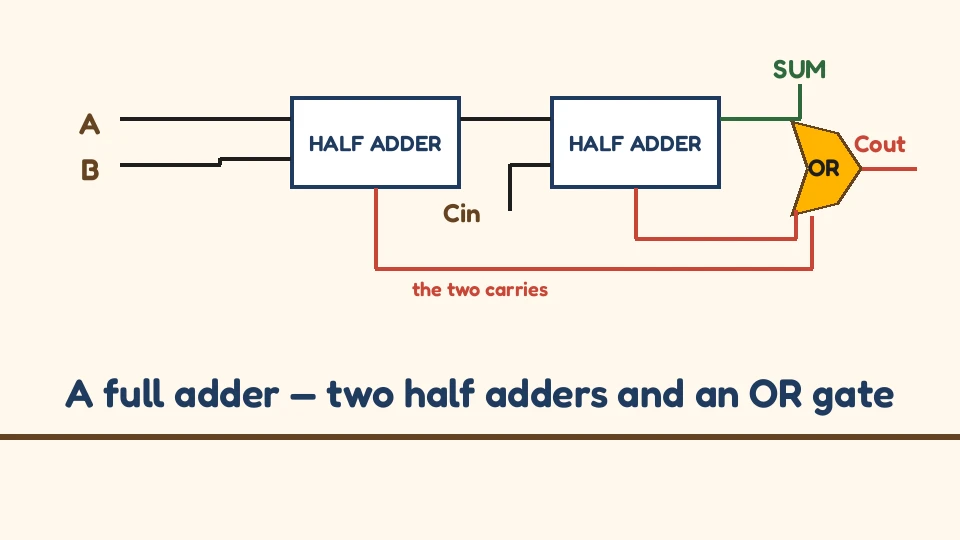 SUM
A
HALF ADDER
HALF ADDER
Cout
B
OR
Cin
the two carries
A full adder — two half adders and an OR gate